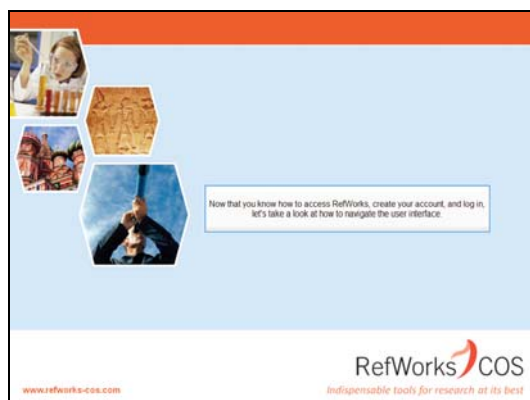 Now that you know how to access RefWorks, create your account, and log in,
let's take a look at how to navigate the user interface.
RefWorks COS
www.refworks-cos.com
Indispensable tools for research at its best